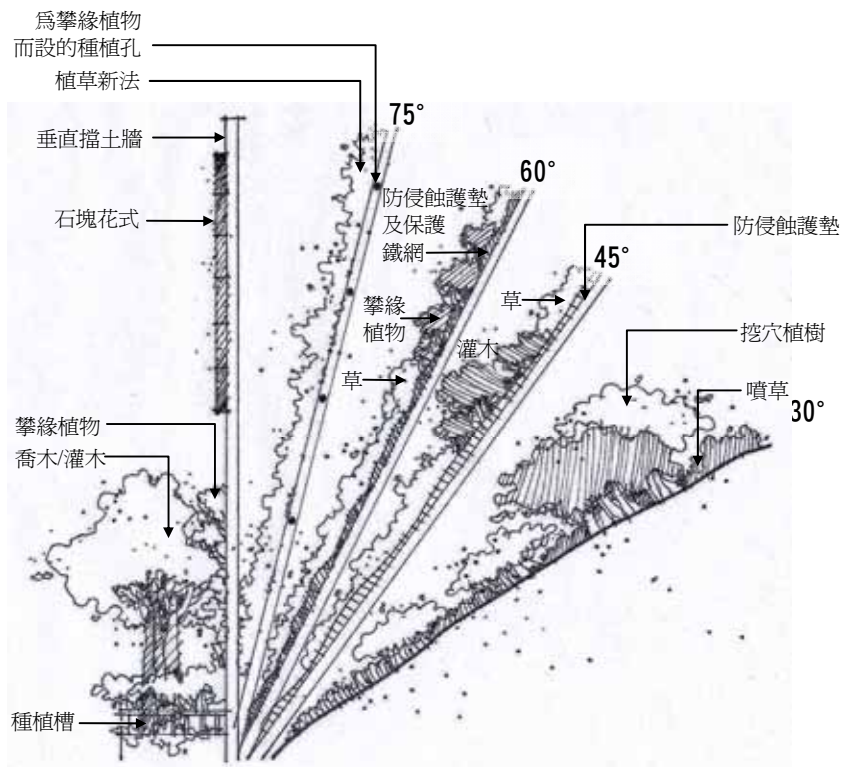 爲攀緣植物
而設的種植孔
植草新法
75°
垂直擋土牆
60°
防侵蝕護墊
及保護
鐵網
防侵蝕護墊
石塊花式
45°
草
攀緣
植物
挖穴植樹
灌木
草
噴草
30°
攀緣植物
喬木/灌木
種植槽